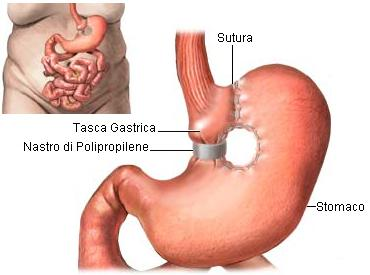 Sutura
Tasca Gastrica
Nastro di Polipropilene
Stomaco